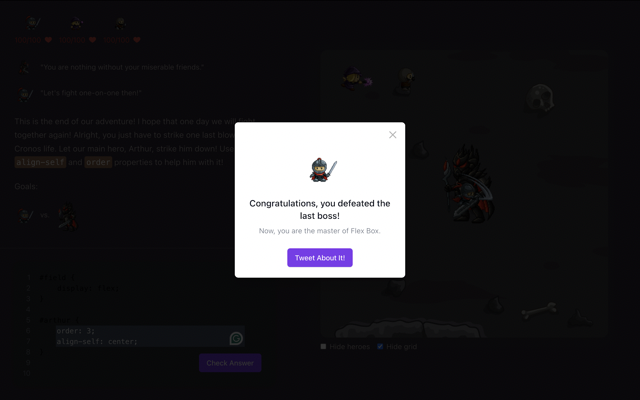 "You are nothing without your miserable friends."
"Let's fight one-on-one then!"
This is the end of our adventure! I hope that one day we will
together again! Alright: you just have to strike one last blow
Cronos life. Let our main hero, Arthur, strike him down! Use
align-self and order properties to help him with it!
Goals:
vs.
order: 3;
align-self: center;
Check Answer
Hide heroes
Hide grid
Congratulations, you defeated the
last boss!
Now, you are the master of Flex Box.
Tweet About It!